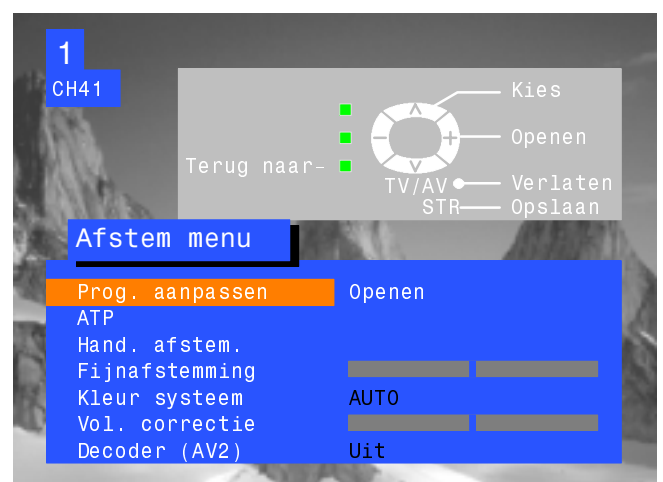 1
CH41
Kies
Openen
Terug naar-
TV/AV Verlaten
STR Opslaan
Afstem menu
Prog. aanpassen Openen
ATP
Hand. afstem.
Fijnafstemming
Kleur systeem AUTO
Vol. correctie
Decoder (AV2) Uit